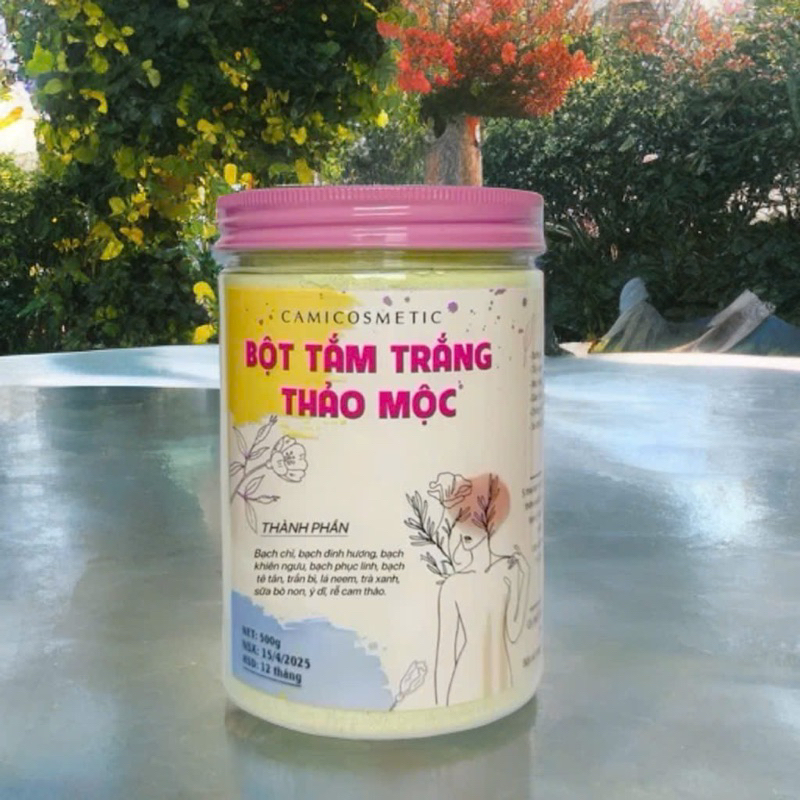 CAMICOSMETIC
BỘT TẮM TRẮNG
THẢO MỘC
THÀNH PHẦN
Bạch chỉ, bạch đinh hương, bạch
khiên ngưu, bạch phục linh, bạch
tê tân, trần bì, lá neem, trà xanh,
sữa bò non, ý dĩ, rễ cam thảo.
NET: 500g
NSX: 15/4/2025
HSD: 12 tháng